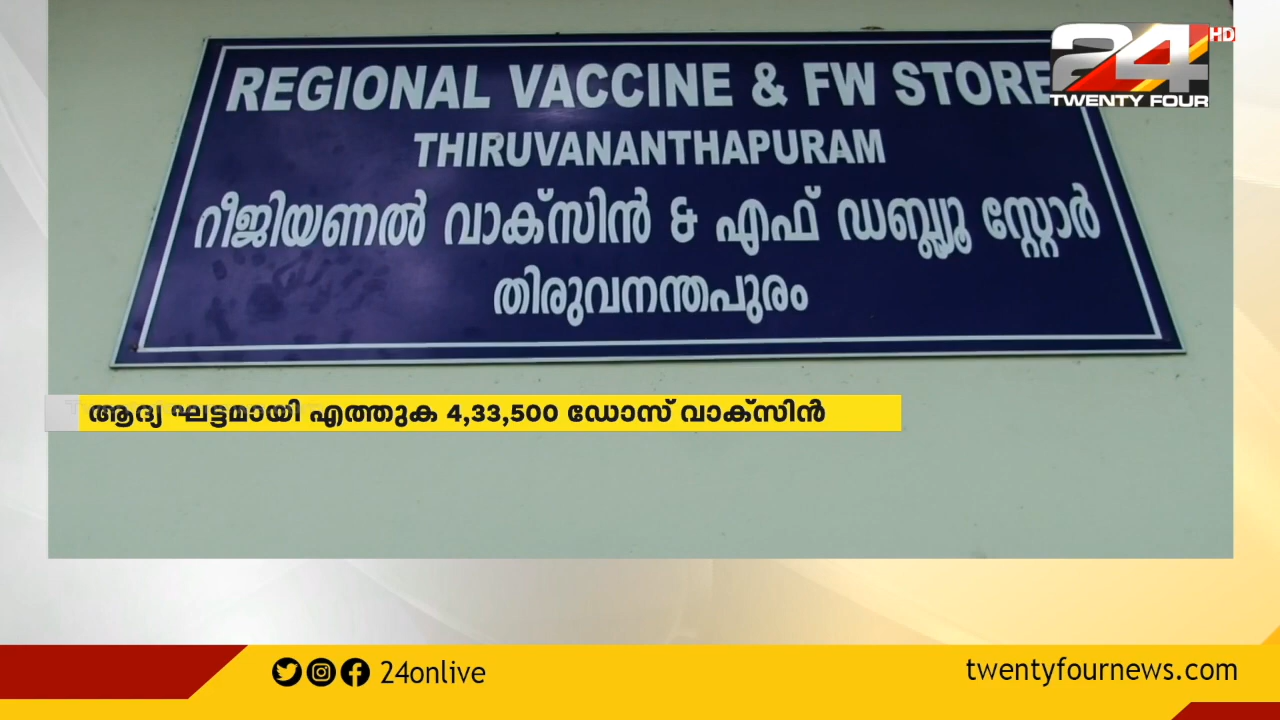 REGIONAL VACCINE & FW STORE
THIRUVANANTHAPURAM
റീജിയണൽ വാക്സിൻ & എഫ് ഡബ്ല്യൂ സ്റ്റോർ
തിരുവനന്തപുരം
24 HD
TWENTY FOUR
ആദ്യ ഘട്ടമായി എത്തുക 4,33,500 ഡോസ് വാക്സിൻ
24onlive
twentyfournews.com